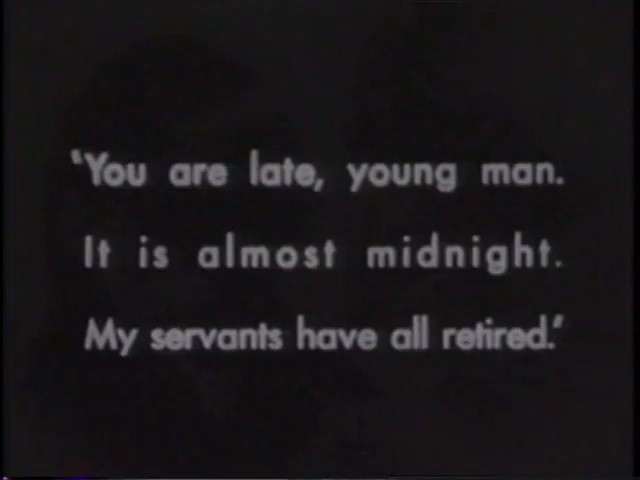 'You are late, young man.
It is almost midnight.
My servants have all retired.'